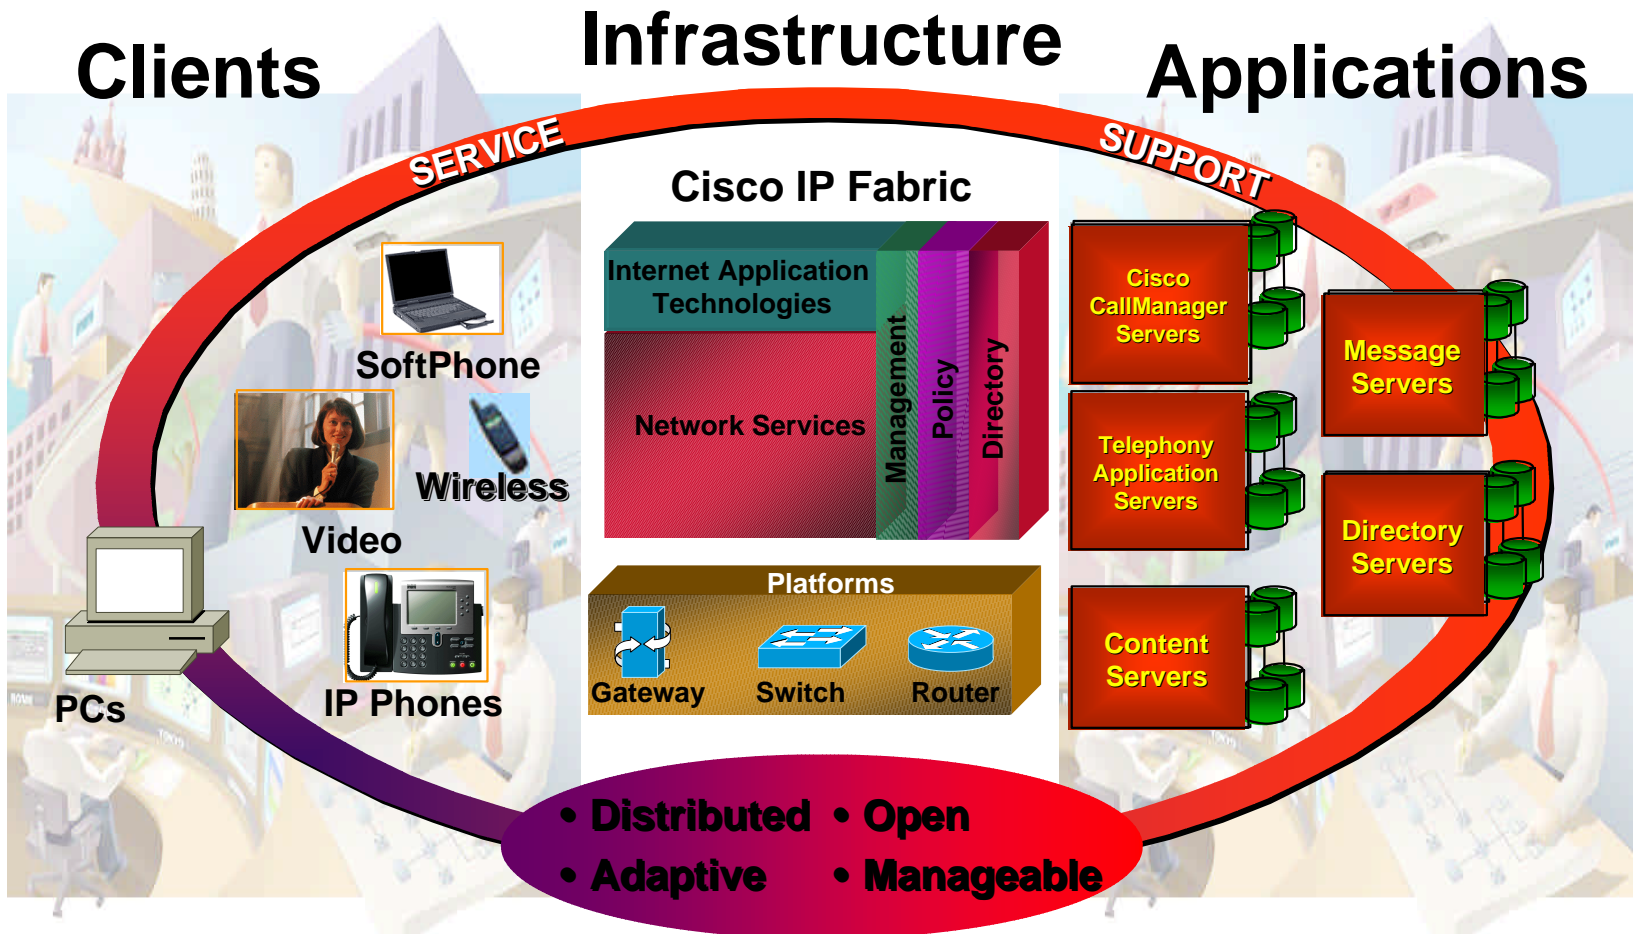 Clients
Infrastructure
Applications
SERVICE
SUPPORT
Cisco IP Fabric
SoftPhone
Wireless
Video
PCs
IP Phones
Internet Application
Technologies
Network Services
Management
Policy
Directory
Platforms
Gateway
Switch
Router
Cisco
CallManager
Servers
Message
Servers
Telephony
Application
Servers
Directory
Servers
Content
Servers
• Distributed • Open
• Adaptive • Manageable